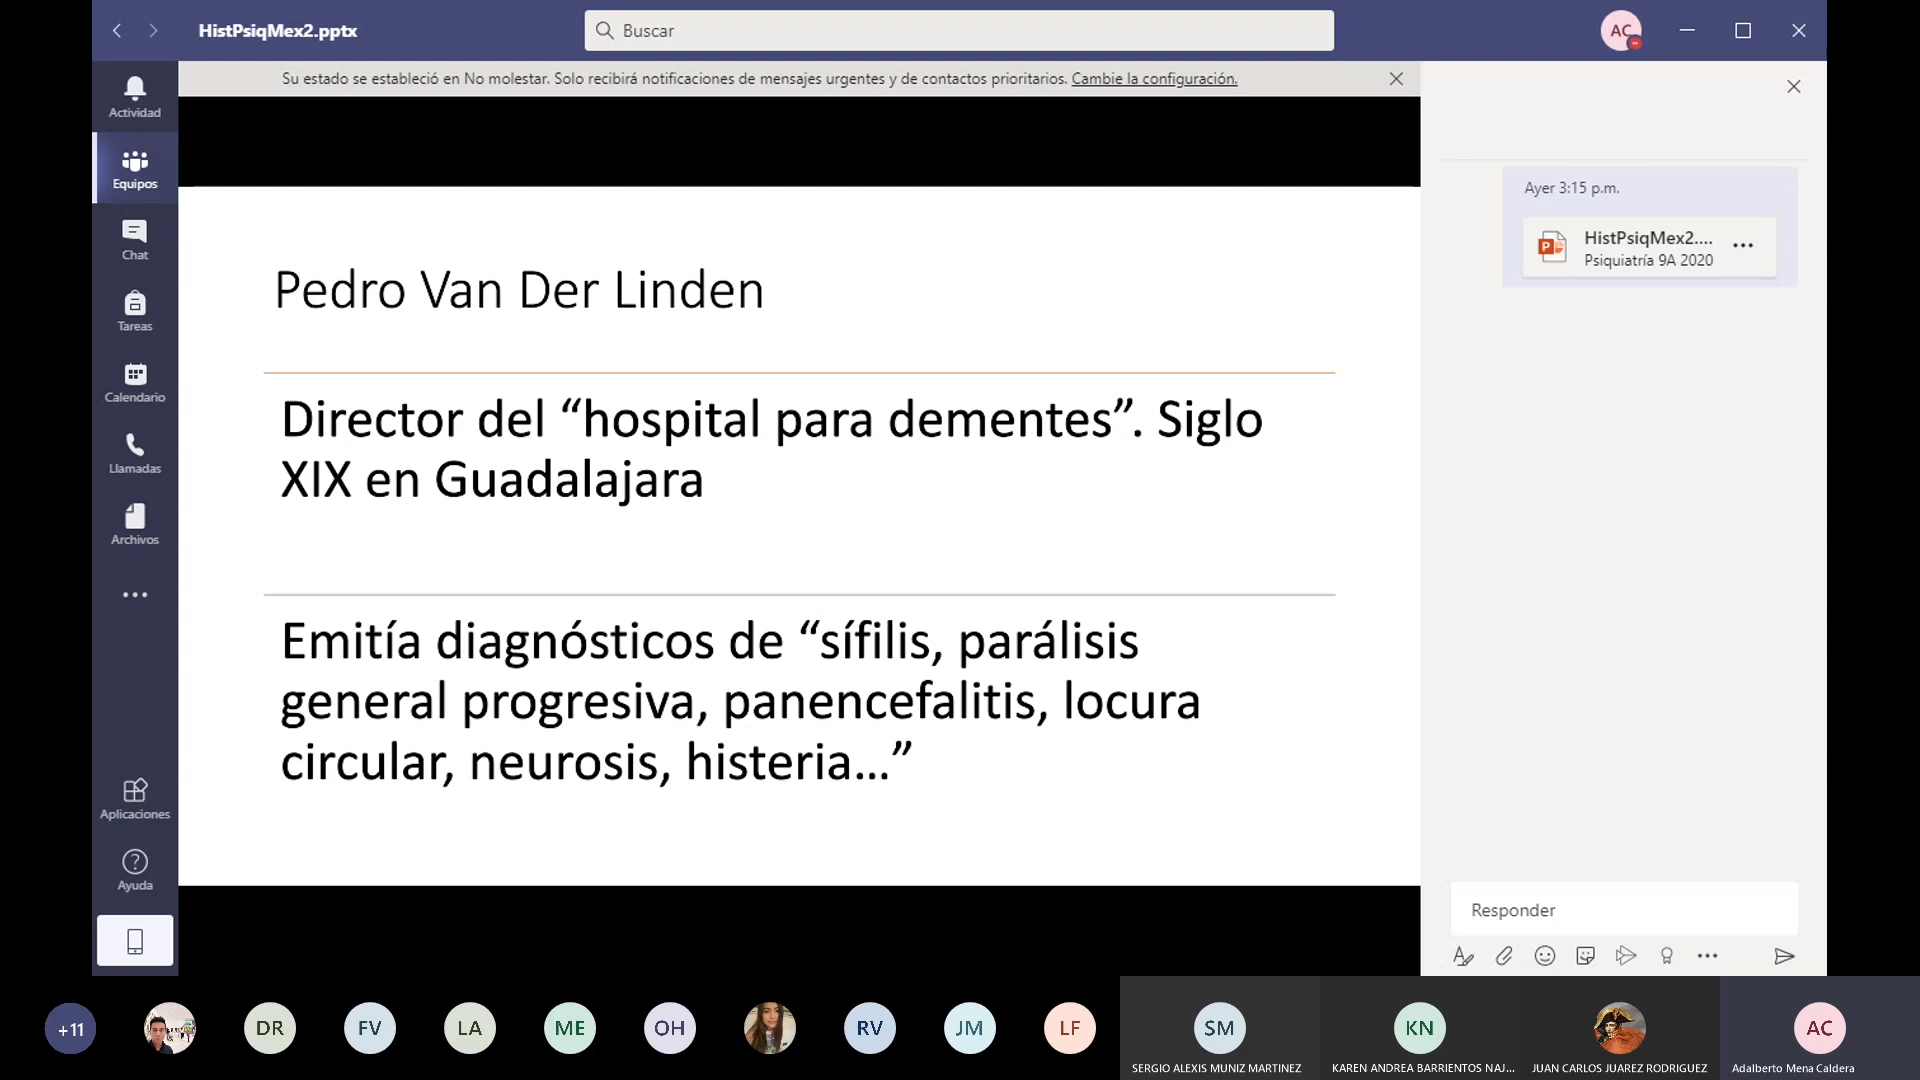 HistPsiqMex2.pptx
Buscar
AC
Su estado se estableció en No molestar. Solo recibirá notificaciones de mensajes urgentes y de contactos prioritarios. Cambie la configuración.
Actividad
Equipos
Chat
Tareas
Calendario
Llamadas
Archivos
Aplicaciones
Ayuda
Pedro Van Der Linden
Director del “hospital para dementes”. Siglo
XIX en Guadalajara
Emitía diagnósticos de “sífilis, parálisis
general progresiva, panencefalitis, locura
circular, neurosis, histeria...”
Ayer 3:15 p.m.
HistPsiqMex2....
Psiquiatría 9A 2020
Responder
+11
DR
FV
LA
ME
OH
RV
JM
LF
SM
SERGIO ALEXIS MUNIZ MARTINEZ
KN
KAREN ANDREA BARRIENTOS NAJ...
JUAN CARLOS JUAREZ RODRIGUEZ
AC
Adalberto Mena Caldera